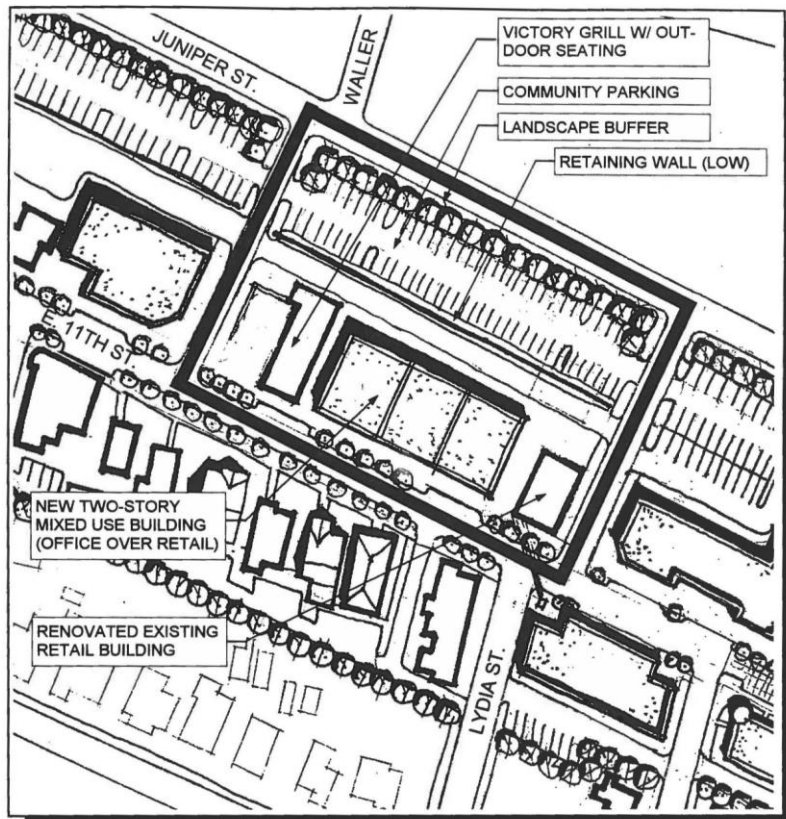 JUNIPER ST.
WALLER
VICTORY GRILL W/ OUT-
DOOR SEATING
COMMUNITY PARKING
LANDSCAPE BUFFER
RETAINING WALL (LOW)
E. 11TH ST
NEW TWO-STORY
MIXED USE BUILDING
(OFFICE OVER RETAIL)
RENOVATED EXISTING
RETAIL BUILDING
LYDIA ST.